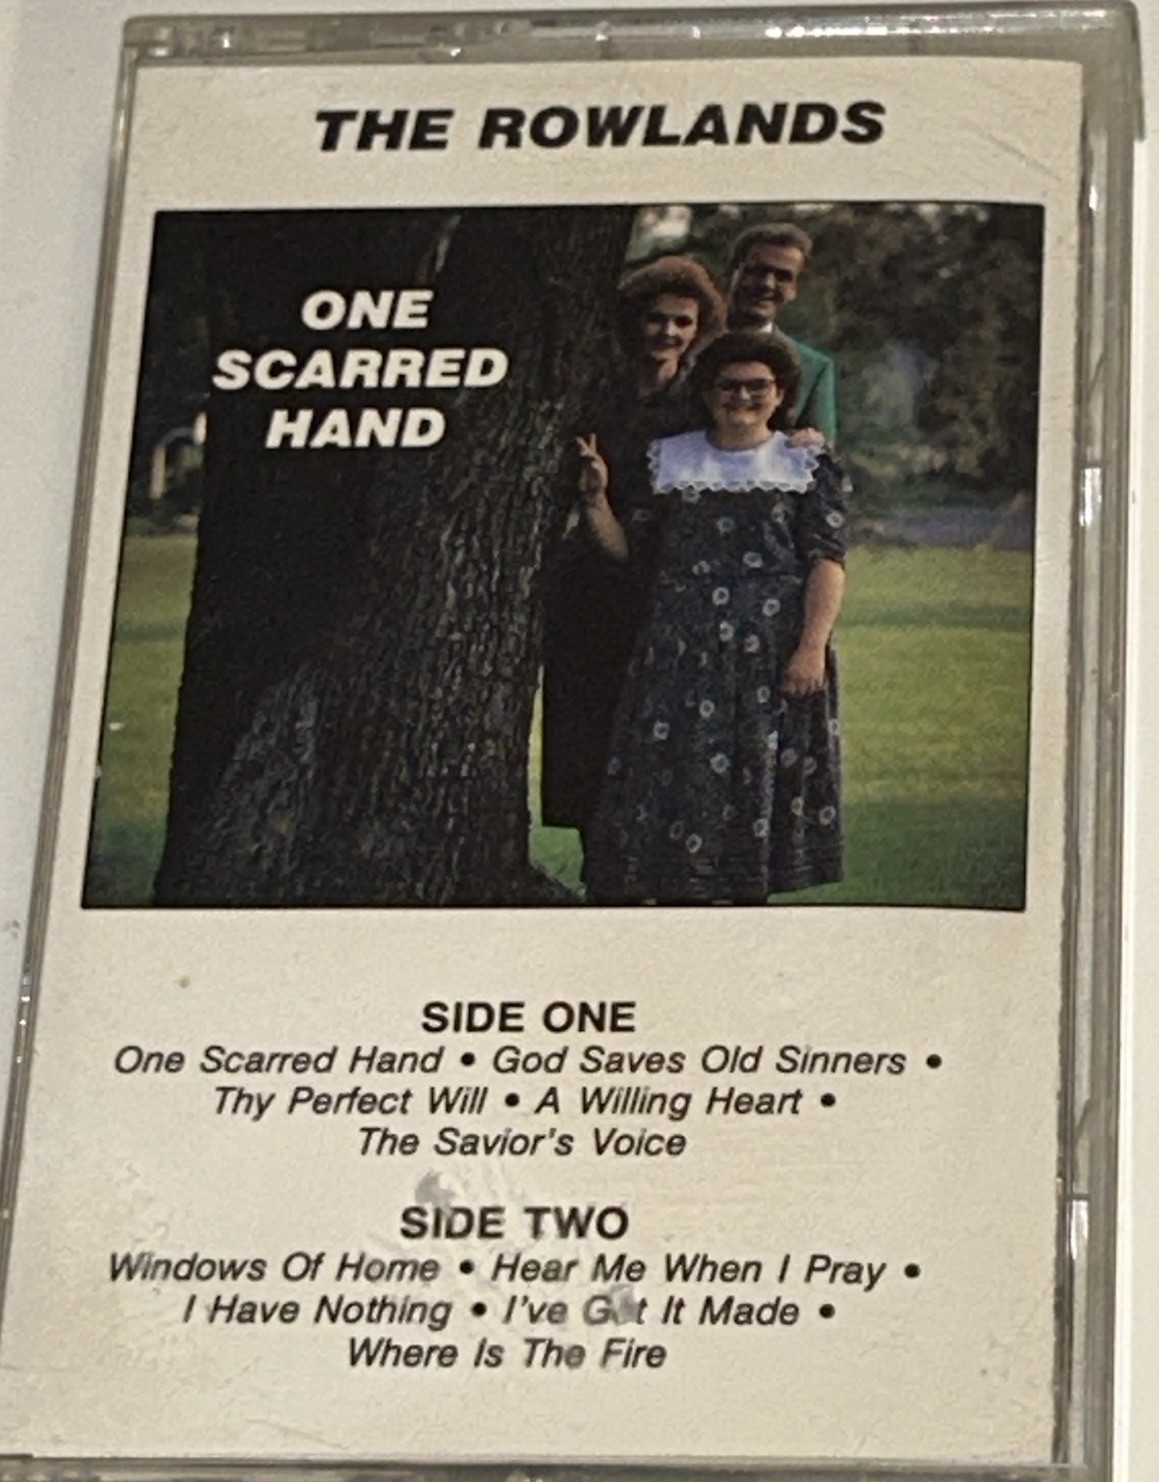 THE ROWLANDS
ONE
SCARRED
HAND
SIDE ONE
One Scarred Hand • God Saves Old Sinners •
Thy Perfect Will • A Willing Heart •
The Savior's Voice
SIDE TWO
Windows Of Home • Hear Me When I Pray •
I Have Nothing • I've Got It Made •
Where Is The Fire